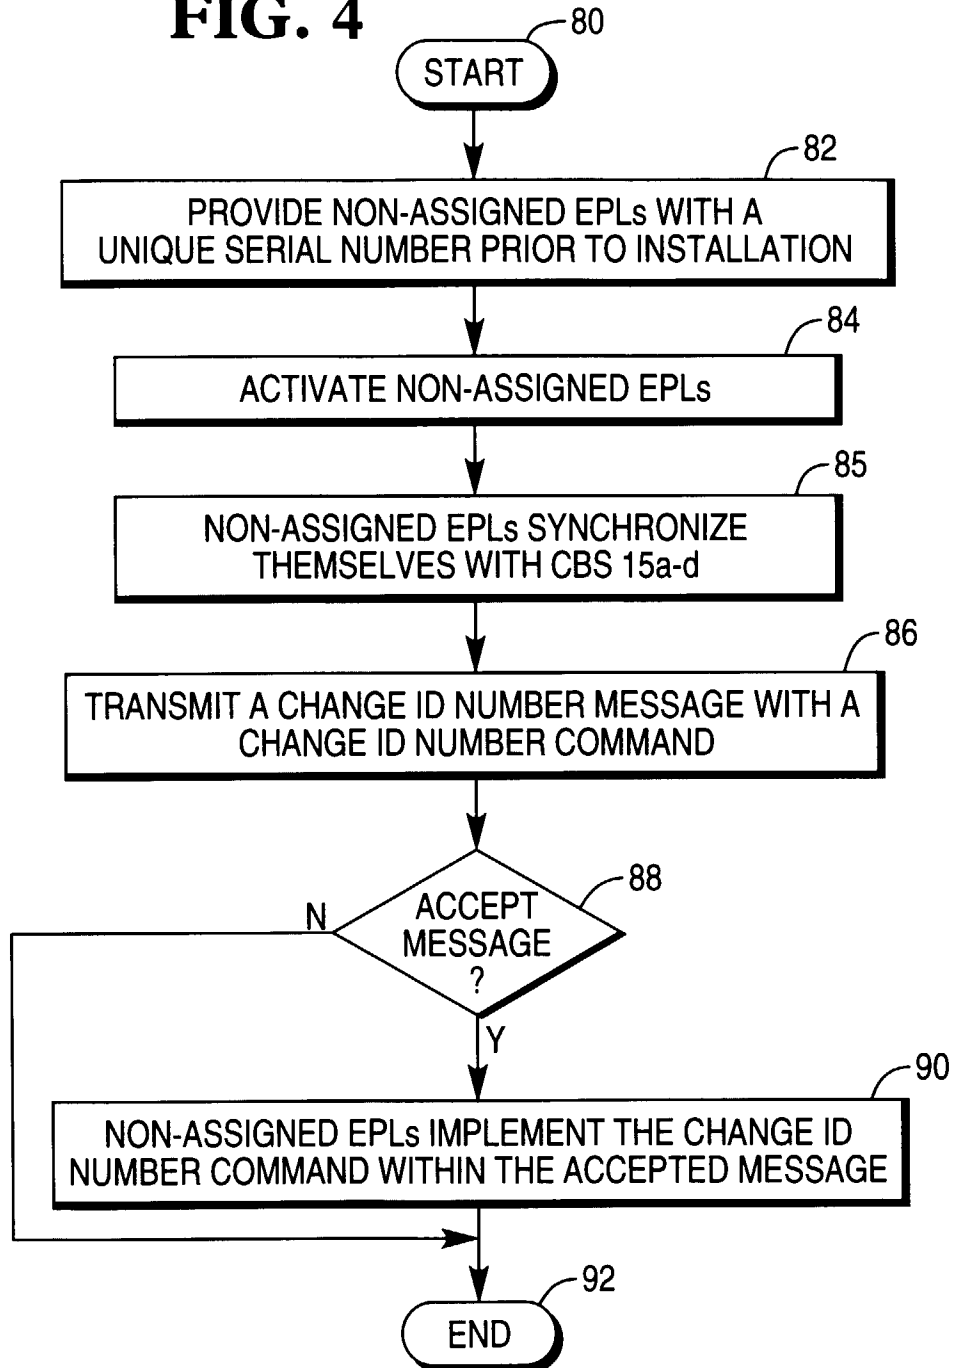 FIG. 4
80
START
82
PROVIDE NON-ASSIGNED EPLs WITH A
UNIQUE SERIAL NUMBER PRIOR TO INSTALLATION
84
ACTIVATE NON-ASSIGNED EPLs
85
NON-ASSIGNED EPLs SYNCHRONIZE
THEMSELVES WITH CBS 15a-d
86
TRANSMIT A CHANGE ID NUMBER MESSAGE WITH A
CHANGE ID NUMBER COMMAND
88
N
ACCEPT
MESSAGE
?
Y
90
NON-ASSIGNED EPLs IMPLEMENT THE CHANGE ID
NUMBER COMMAND WITHIN THE ACCEPTED MESSAGE
92
END